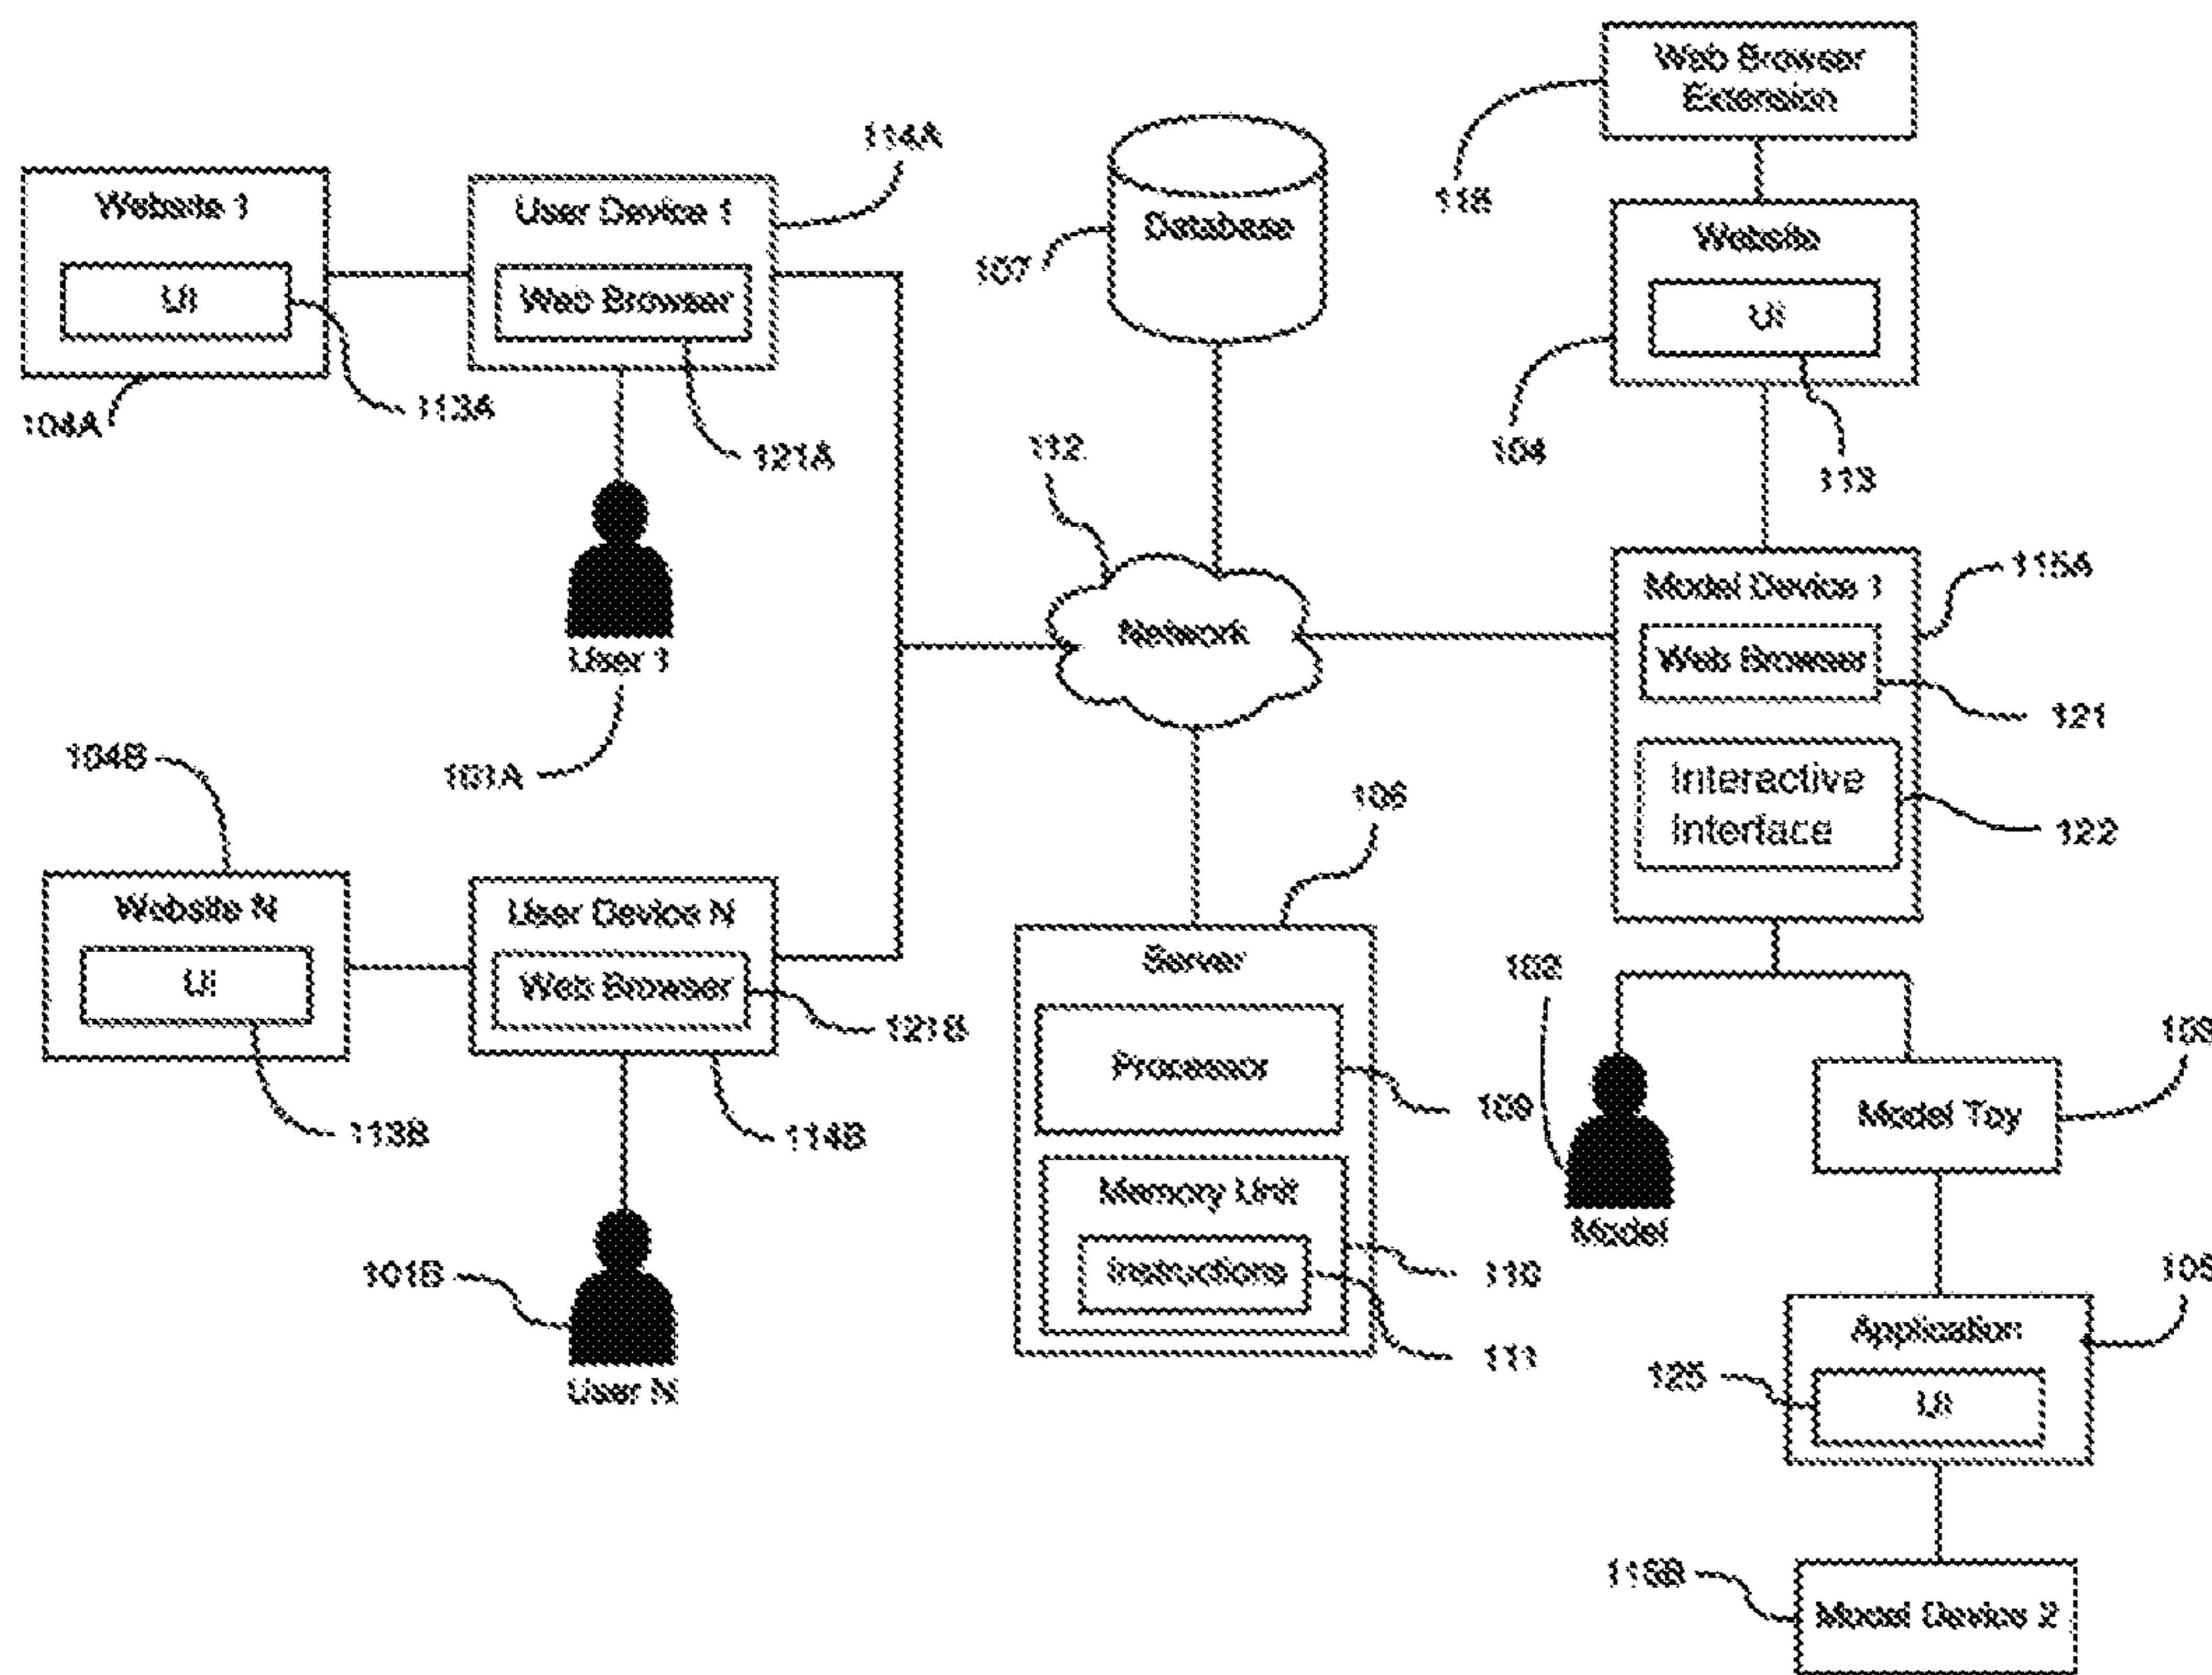 Web Browser
Extension
114A
Website 1
User Device 1
Database
Website
UI
Web Browser
107
UI
104A
113A
121A
112
104
113
Model Device 1
115A
Network
Web Browser
User 1
121
104B
101A
Interactive
Interface
122
Website N
User Device N
Server
102
UI
Web Browser
121B
Processor
109
Model Toy
113B
114B
Memory Unit
Model
101B
Instructions
110
Application
111
125
UI
User N
115B
Model Device 2